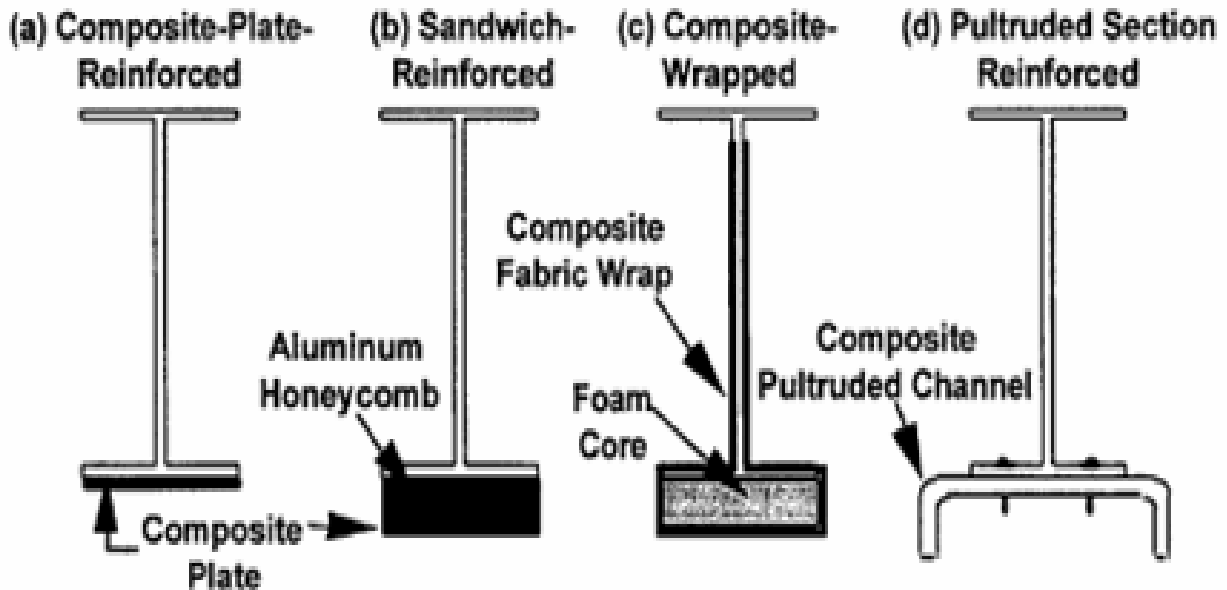 (a) Composite-Plate-
Reinforced
(b) Sandwich-
Reinforced
(c) Composite-
Wrapped
(d) Pultruded Section
Reinforced
Composite
Fabric Wrap
Aluminum
Honeycomb
Foam
Core
Composite
Pultruded Channel
Composite
Plate